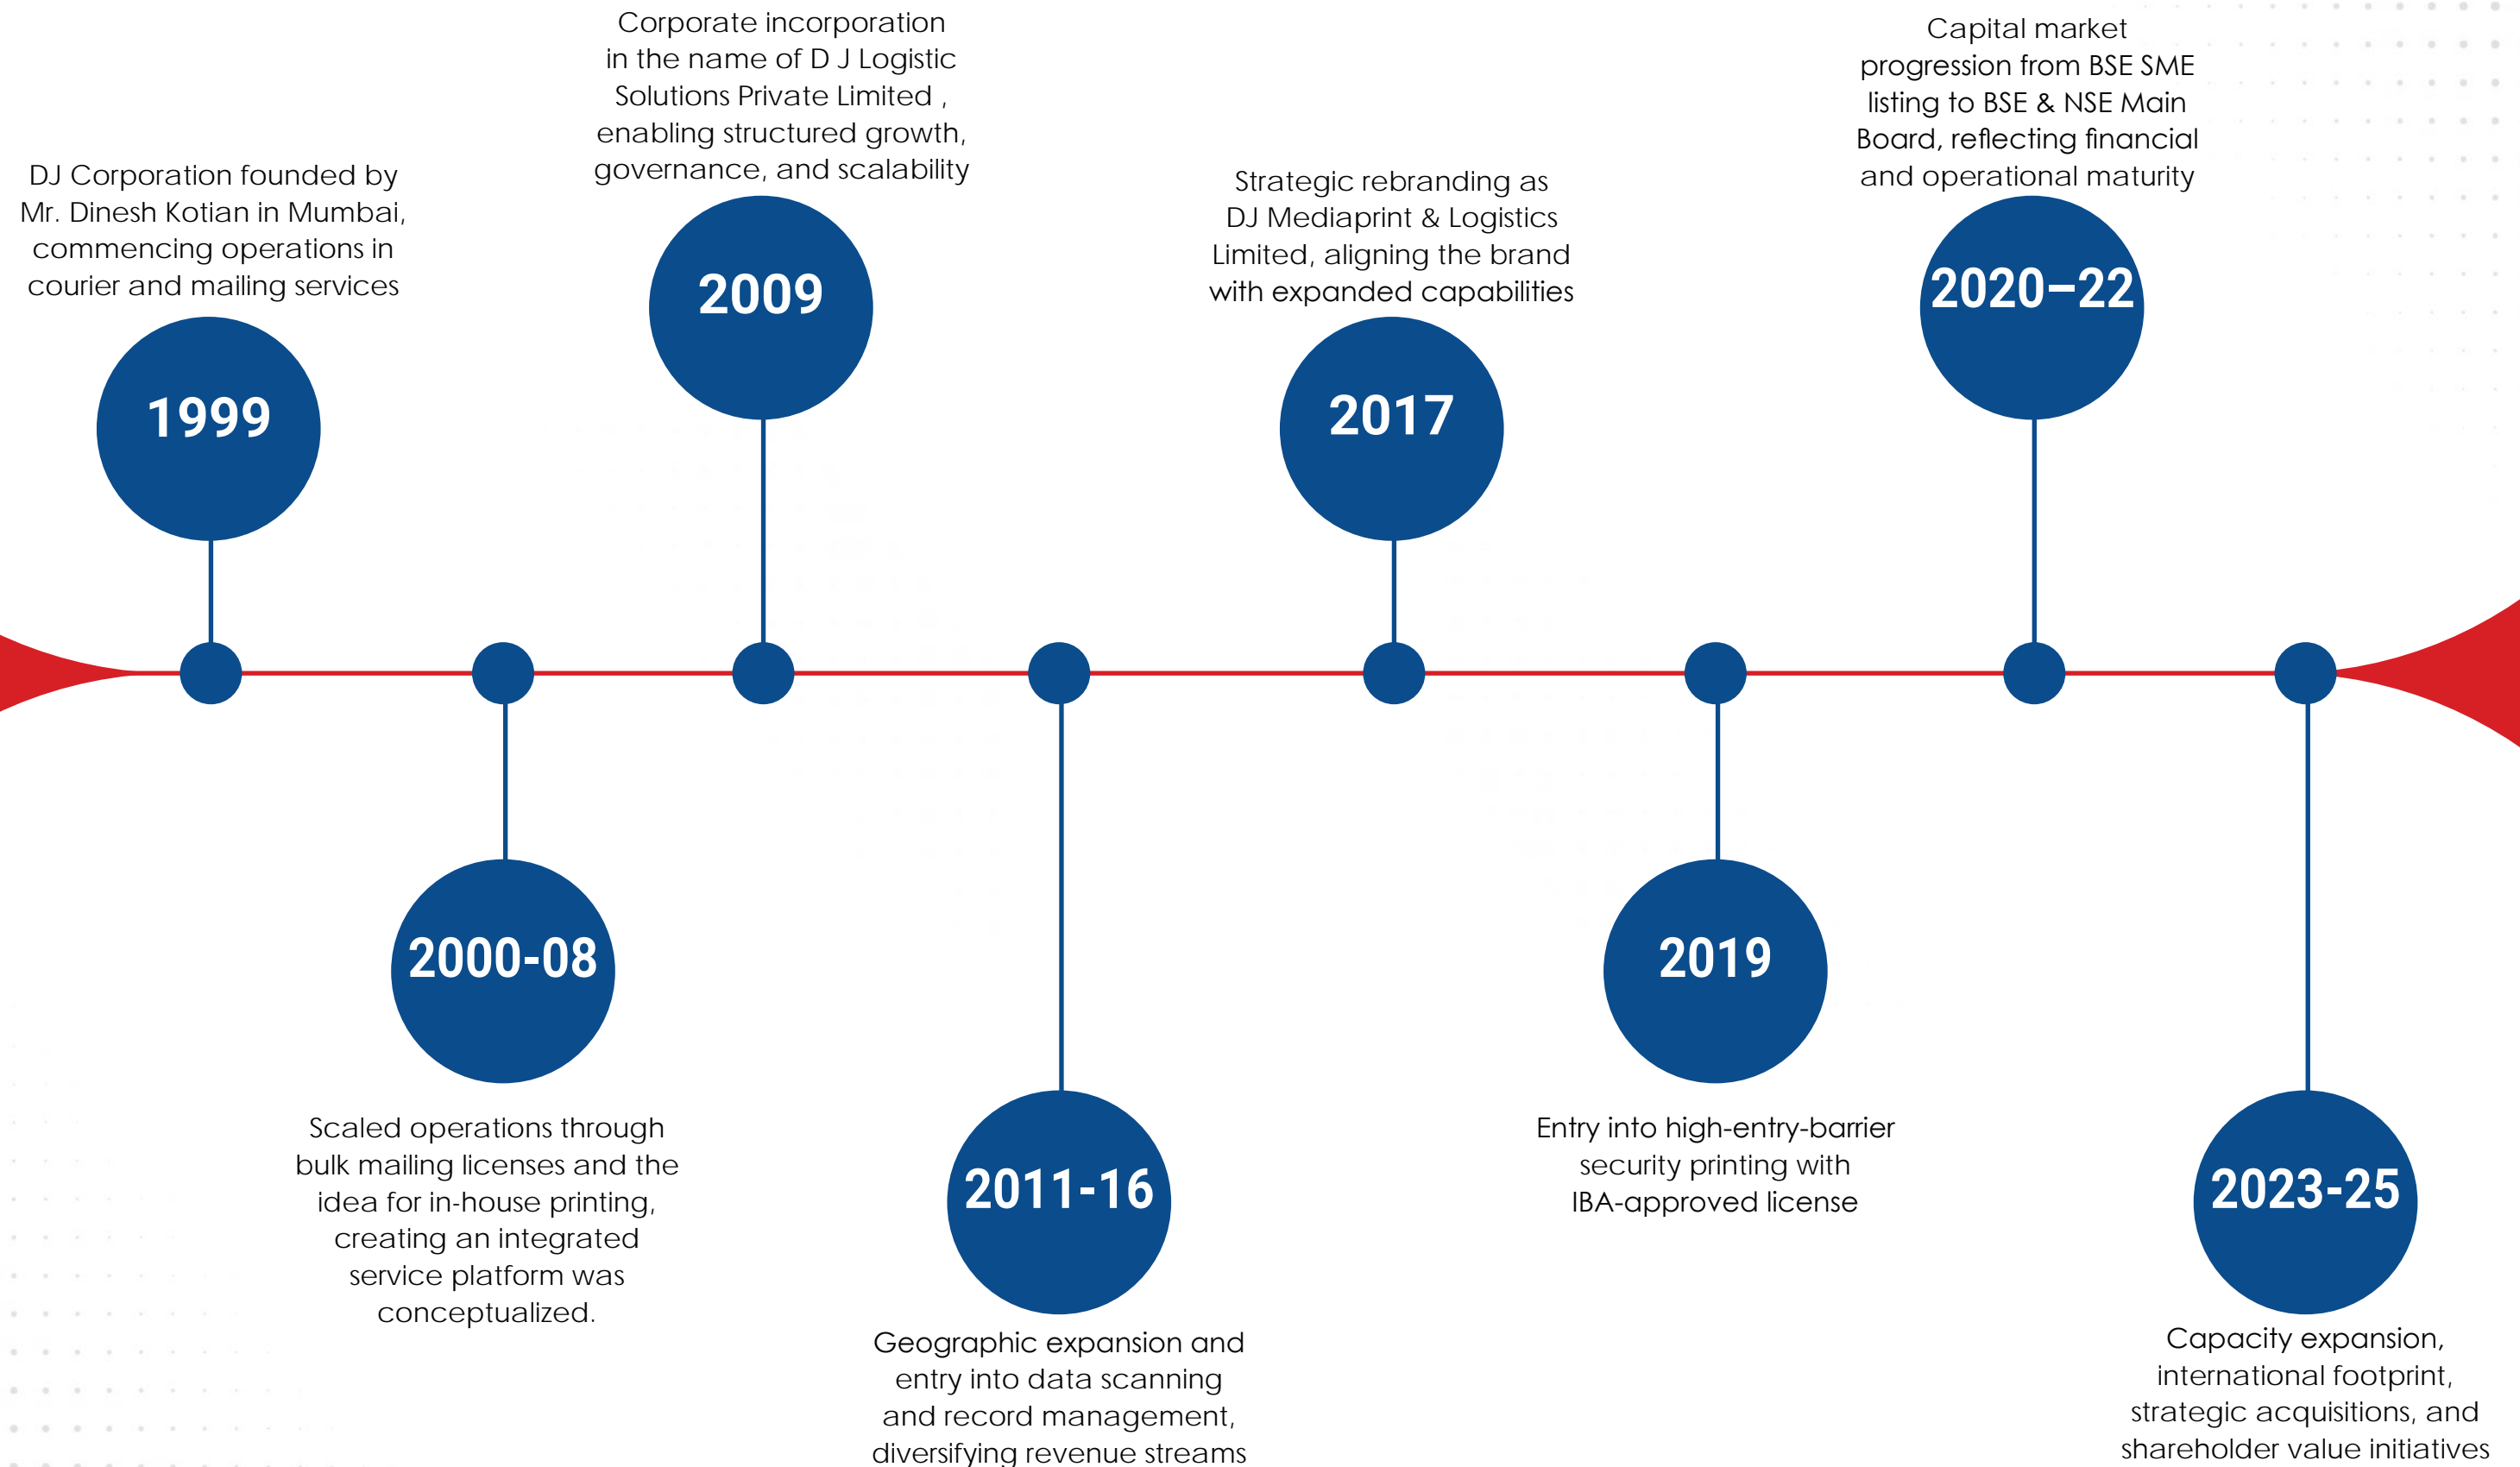 DJ Corporation founded by
Mr. Dinesh Kotian in Mumbai,
commencing operations in
courier and mailing services
1999
2000-08
Scaled operations through
bulk mailing licenses and the
idea for in-house printing,
creating an integrated
service platform was
conceptualized.
Corporate incorporation
in the name of D J Logistic
Solutions Private Limited ,
enabling structured growth,
governance, and scalability
2009
2011-16
Geographic expansion and
entry into data scanning
and record management,
diversifying revenue streams
Strategic rebranding as
DJ Mediaprint & Logistics
Limited, aligning the brand
with expanded capabilities
2017
2019
Entry into high-entry-barrier
security printing with
IBA-approved license
Capital market
progression from BSE SME
listing to BSE & NSE Main
Board, reflecting financial
and operational maturity
2020–22
2023-25
Capacity expansion,
international footprint,
strategic acquisitions, and
shareholder value initiatives